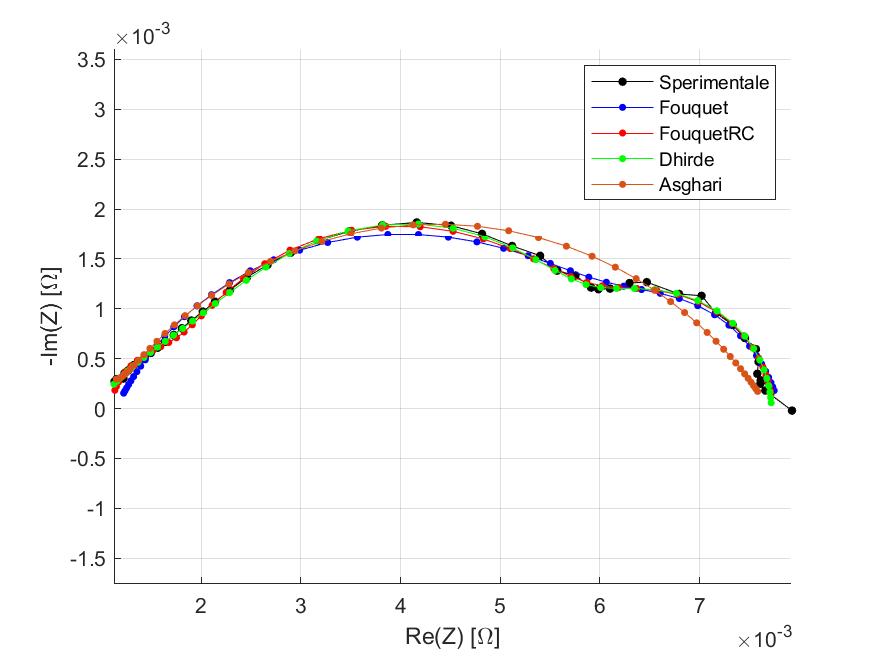 ×10⁻³
3.5
3
2.5
2
1.5
1
0.5
0
-0.5
-1
-1.5
-Im(Z) [Ω]
Sperimentale
Fouquet
FouquetRC
Dhirde
Asghari
2 3 4 5 6 7
Re(Z) [Ω]
×10⁻³